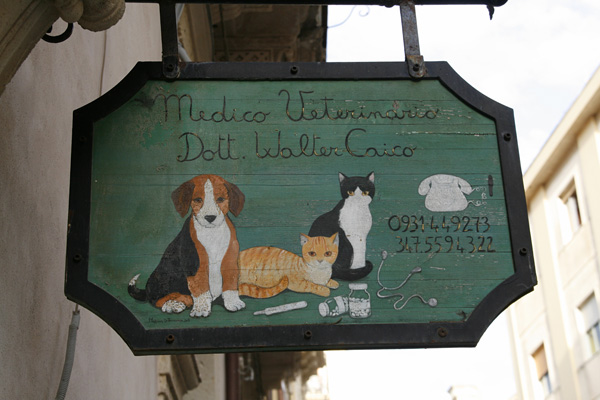 Medico Veterinario
Dott. Walter Caico
0931.449273
347.5594322